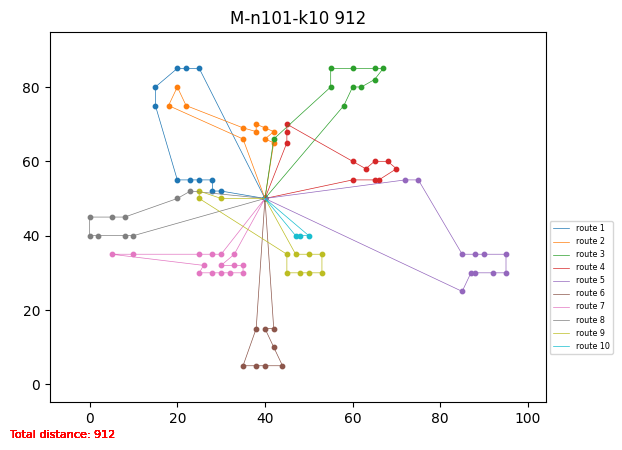 M-n101-k10 912
80
60
40
20
0
0
20
40
60
80
100
route 1
route 2
route 3
route 4
route 5
route 6
route 7
route 8
route 9
route 10
Total distance: 912